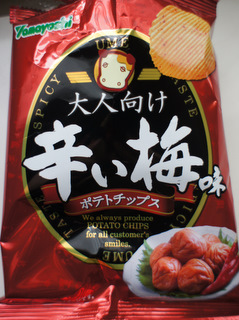 Yamayoshi
UME
SPICY TASTE
大人向け
辛い梅味
ポテトチップス
We always produce
POTATO CHIPS
for all customer's
smiles.
UME